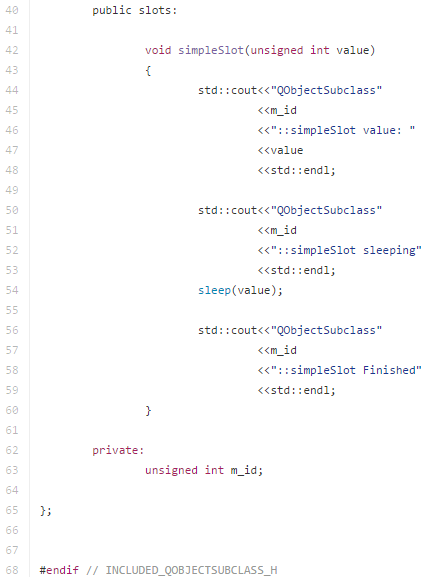 40 public slots:
41
42 void simpleSlot(unsigned int value)
43 {
44 std::cout<<"QObjectSubclass"
45 <<m_id
46 <<"::simpleSlot value: "
47 <<value
48 <<std::endl;
49
50 std::cout<<"QObjectSubclass"
51 <<m_id
52 <<"::simpleSlot sleeping"
53 <<std::endl;
54 sleep(value);
55
56 std::cout<<"QObjectSubclass"
57 <<m_id
58 <<"::simpleSlot Finished"
59 <<std::endl;
60 }
61
62 private:
63 unsigned int m_id;
64
65 };
66
67
68 #endif // INCLUDED_QOBJECTSUBCLASS_H